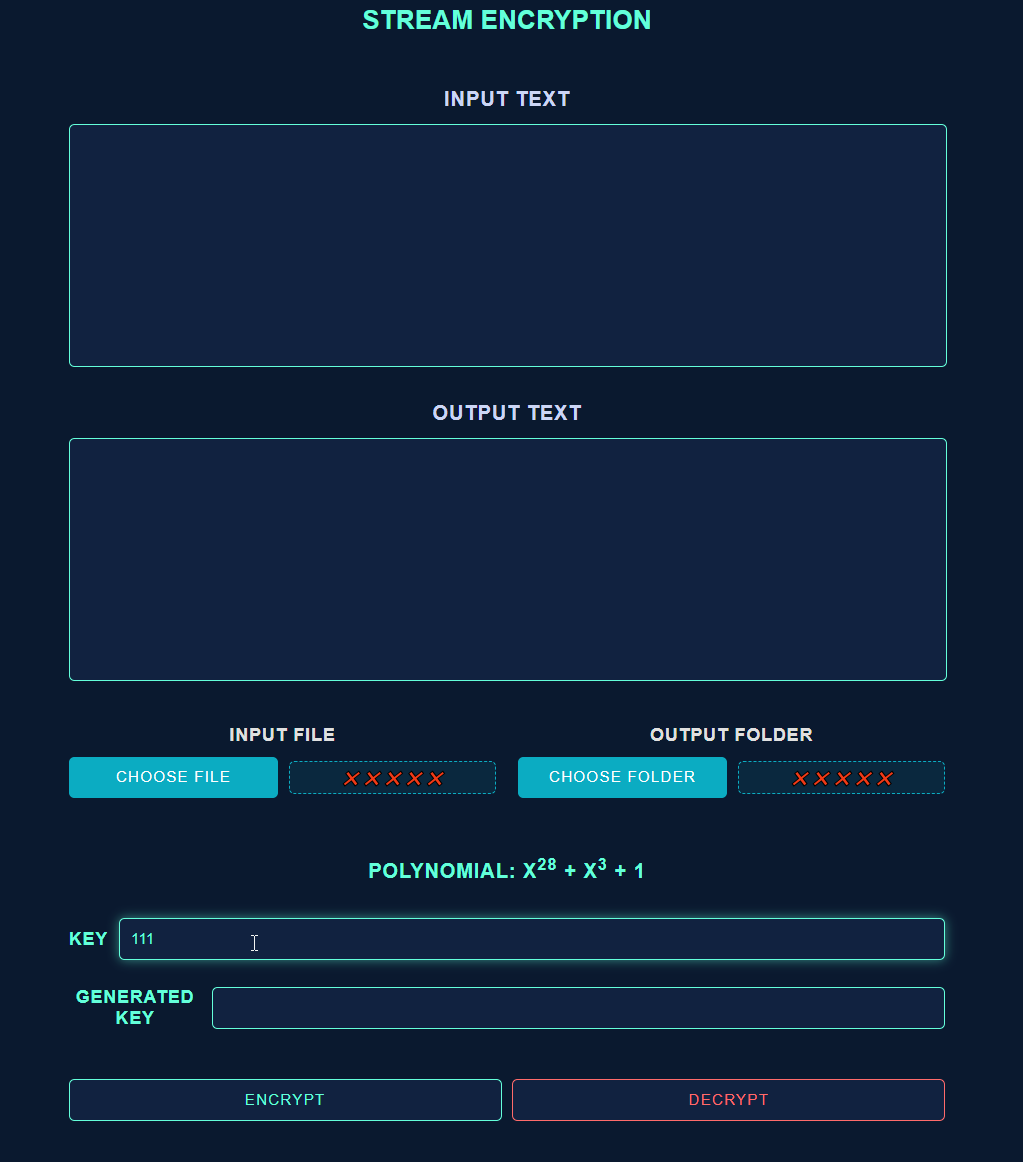 STREAM ENCRYPTION
INPUT TEXT
OUTPUT TEXT
INPUT FILE
OUTPUT FOLDER
CHOOSE FILE
✕✕✕✕✕
CHOOSE FOLDER
✕✕✕✕✕
POLYNOMIAL: X²⁸ + X³ + 1
KEY
111
GENERATED
KEY
ENCRYPT
DECRYPT